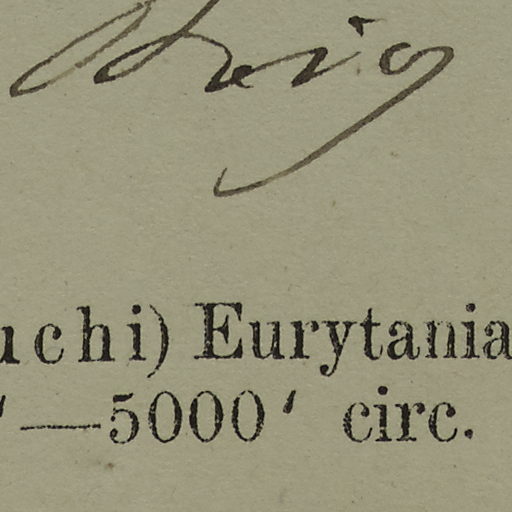 uchi) Eurytania
'—5000' circ.